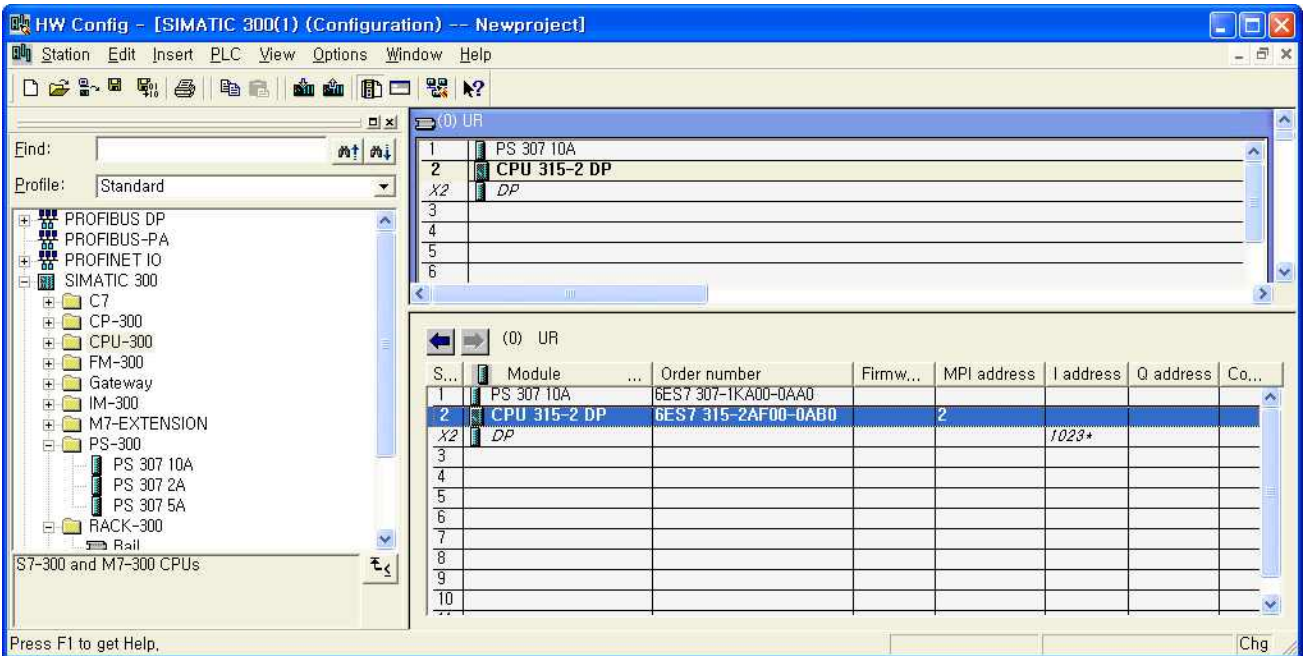 HW Config - [SIMATIC 300(1) (Configuration) -- Newproject]
Station Edit Insert PLC View Options Window Help
Find:
Profile: Standard
PROFIBUS DP
PROFIBUS-PA
PROFINET IO
SIMATIC 300
C7
CP-300
CPU-300
FM-300
Gateway
IM-300
M7-EXTENSION
PS-300
PS 307 10A
PS 307 2A
PS 307 5A
RACK-300
Rail
S7-300 and M7-300 CPUs
(0) UR
1 PS 307 10A
2 CPU 315-2 DP
X2 DP
3
4
5
6
(0) UR
S... Module ... Order number Firmw... MPI address I address Q address Co...
1 PS 307 10A 6ES7 307-1KA00-0AA0
2 CPU 315-2 DP 6ES7 315-2AF00-0AB0 2
X2 DP 1023*
3
4
5
6
7
8
9
10
Press F1 to get Help. Chg